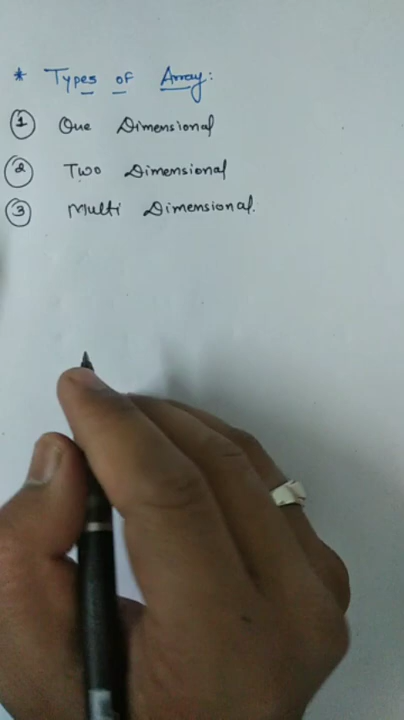 * Types of Array:
1 One Dimensional
2 Two Dimensional
3 Multi Dimensional.